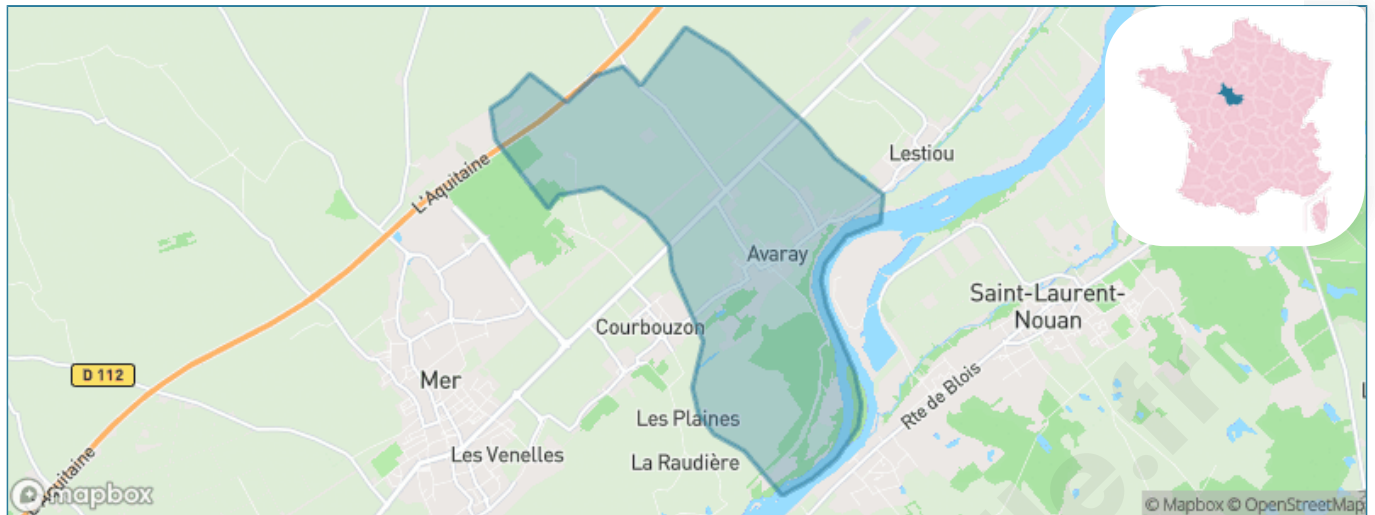 Lestiou
L'Aquitaine
Avaray
Saint-Laurent-
Nouan
Courbouzon
D 112
Mer
Rte de Blois
Les Plaines
Les Venelles
La Raudière
Aquitaine
mapbox
© Mapbox © OpenStreetMap